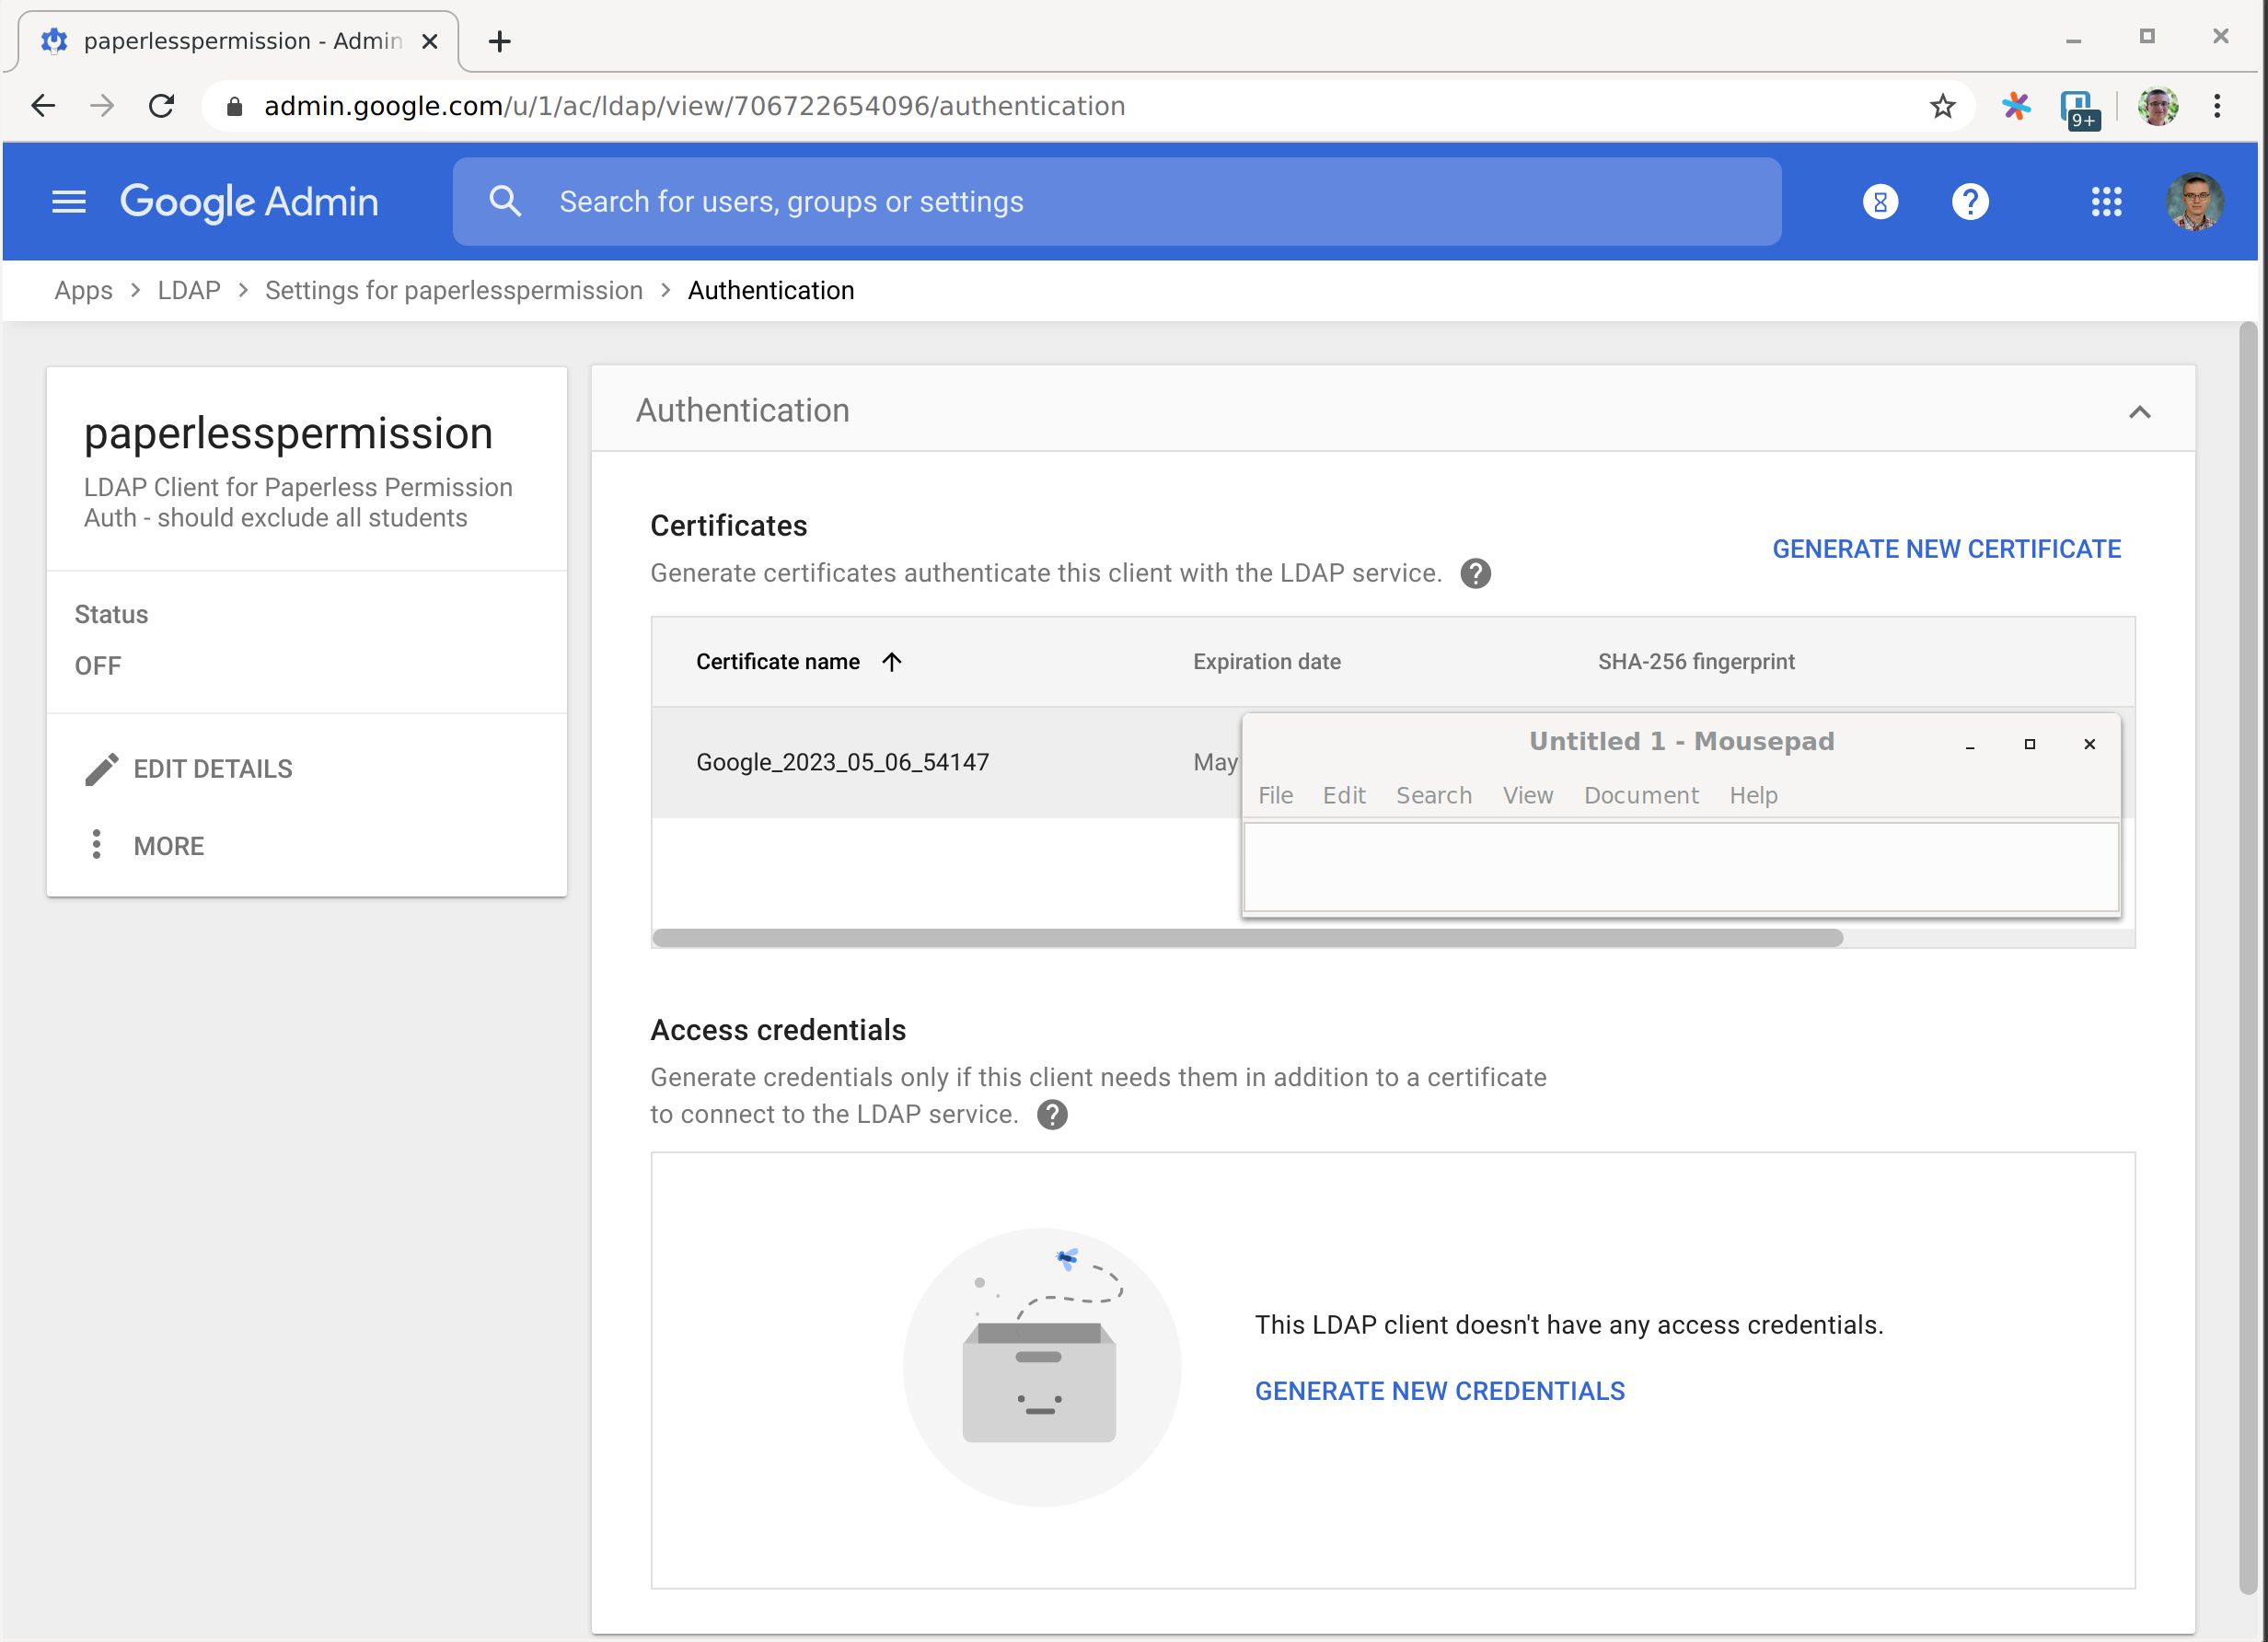 paperlesspermission - Admin
admin.google.com/u/1/ac/ldap/view/706722654096/authentication
9+
Google Admin
Search for users, groups or settings
Apps > LDAP > Settings for paperlesspermission > Authentication
paperlesspermission
LDAP Client for Paperless Permission
Auth - should exclude all students
Status
OFF
EDIT DETAILS
MORE
Authentication
Certificates
GENERATE NEW CERTIFICATE
Generate certificates authenticate this client with the LDAP service.
Certificate name
Expiration date
SHA-256 fingerprint
Google_2023_05_06_54147
May
Untitled 1 - Mousepad
File Edit Search View Document Help
Access credentials
Generate credentials only if this client needs them in addition to a certificate
to connect to the LDAP service.
This LDAP client doesn't have any access credentials.
GENERATE NEW CREDENTIALS